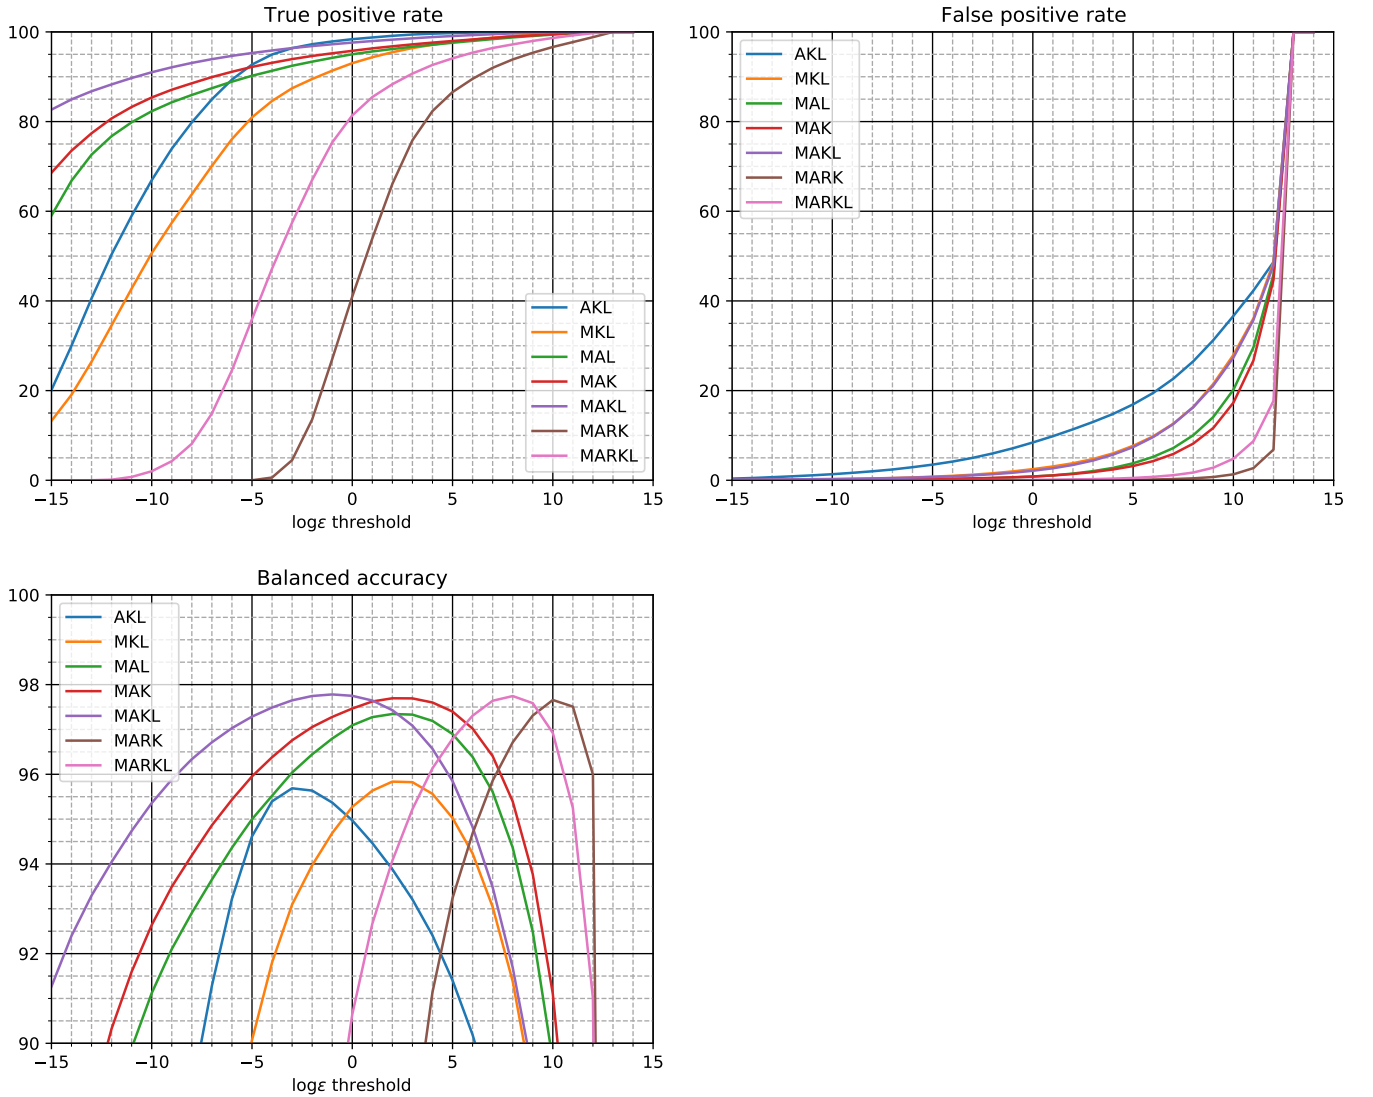 True positive rate
100
80
60
40
20
0
−15 −10 −5 0 5 10 15
logε threshold
AKL
MKL
MAL
MAK
MAKL
MARK
MARKL
False positive rate
100
80
60
40
20
0
−15 −10 −5 0 5 10 15
logε threshold
AKL
MKL
MAL
MAK
MAKL
MARK
MARKL
Balanced accuracy
100
98
96
94
92
90
−15 −10 −5 0 5 10 15
logε threshold
AKL
MKL
MAL
MAK
MAKL
MARK
MARKL